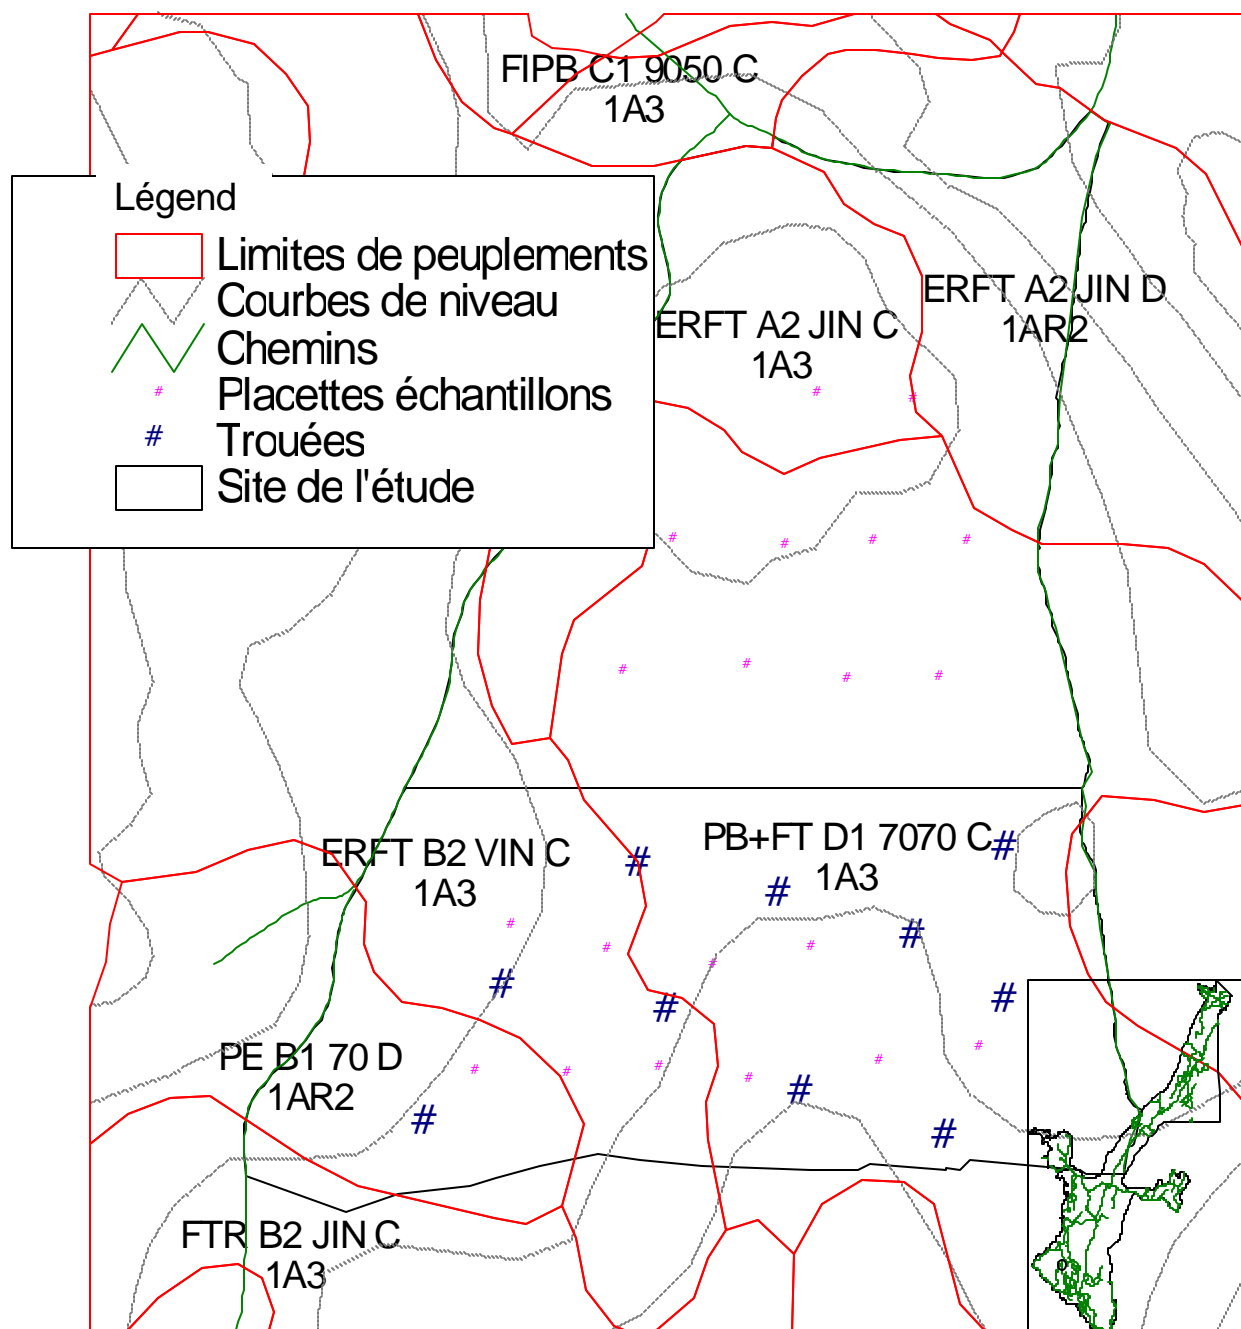 FIPB C1 9050 C
1A3
Légend
Limites de peuplements
Courbes de niveau
Chemins
# Placettes échantillons
# Trouées
Site de l'étude
ERFT A2 JIN D
1AR2
ERFT A2 JIN C
1A3
PB+FT D1 7070 C
1A3
ERFT B2 VIN C
1A3
PE B1 70 D
1AR2
FTR B2 JIN C
1A3